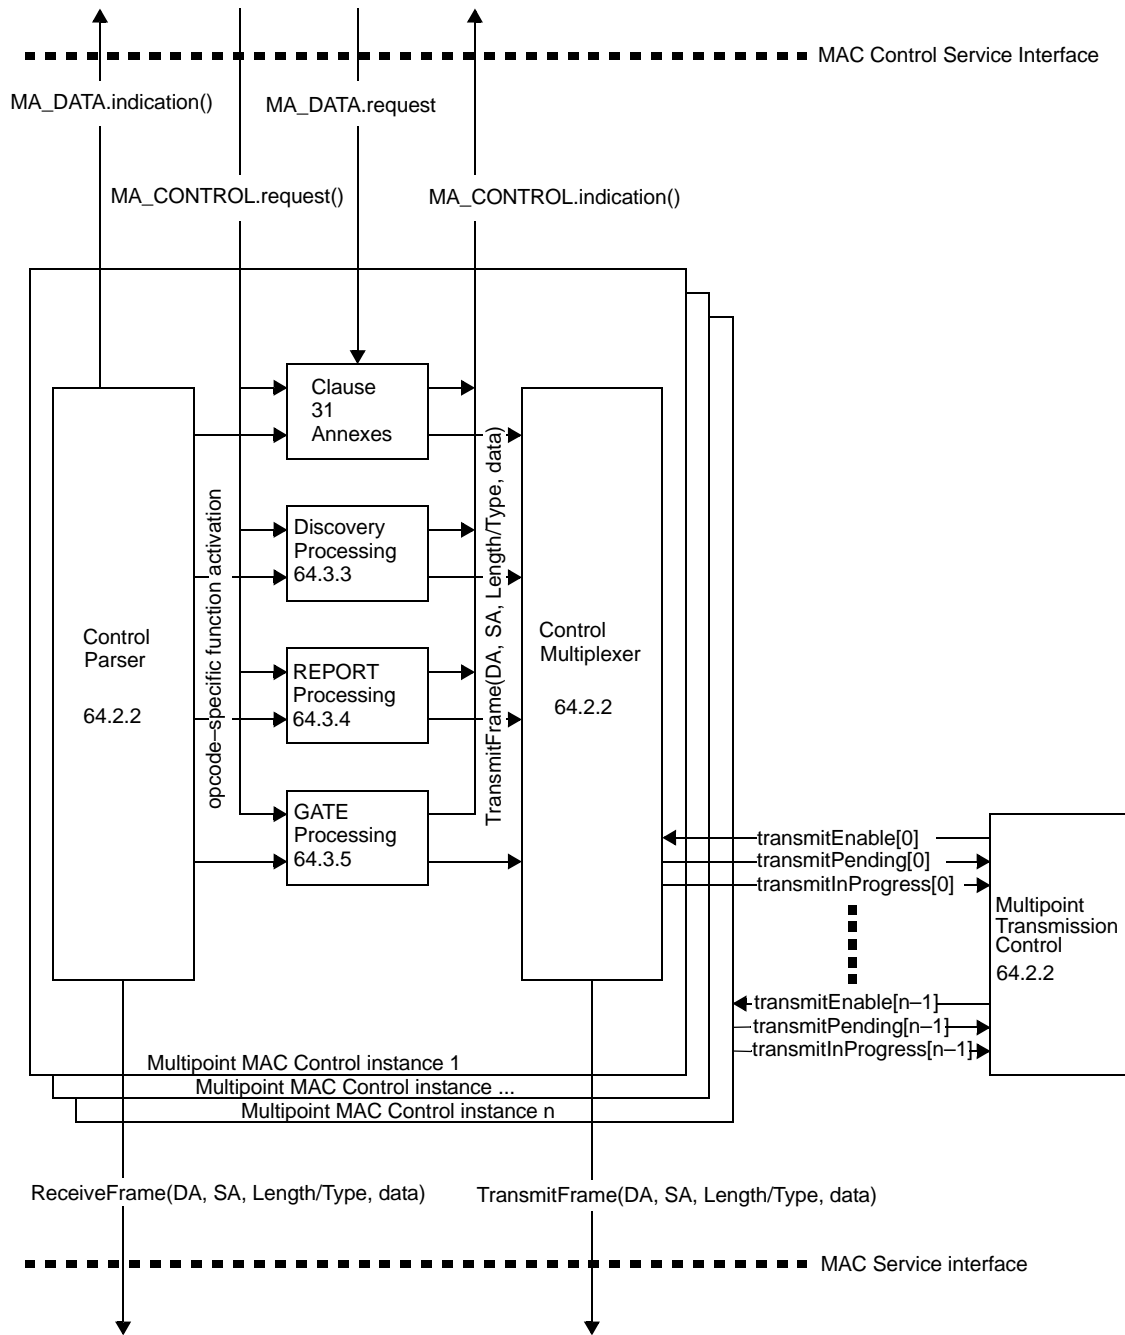 MAC Control Service Interface
MA_DATA.indication()
MA_DATA.request
MA_CONTROL.request()
MA_CONTROL.indication()
Clause
31
Annexes
Discovery
Processing
64.3.3
REPORT
Processing
64.3.4
GATE
Processing
64.3.5
Control
Parser
64.2.2
opcode–specific function activation
TransmitFrame(DA, SA, Length/Type, data)
Control
Multiplexer
64.2.2
transmitEnable[0]
transmitPending[0]
transmitInProgress[0]
Multipoint
Transmission
Control
64.2.2
transmitEnable[n–1]
transmitPending[n–1]
transmitInProgress[n–1]
Multipoint MAC Control instance 1
Multipoint MAC Control instance ...
Multipoint MAC Control instance n
ReceiveFrame(DA, SA, Length/Type, data)
TransmitFrame(DA, SA, Length/Type, data)
MAC Service interface